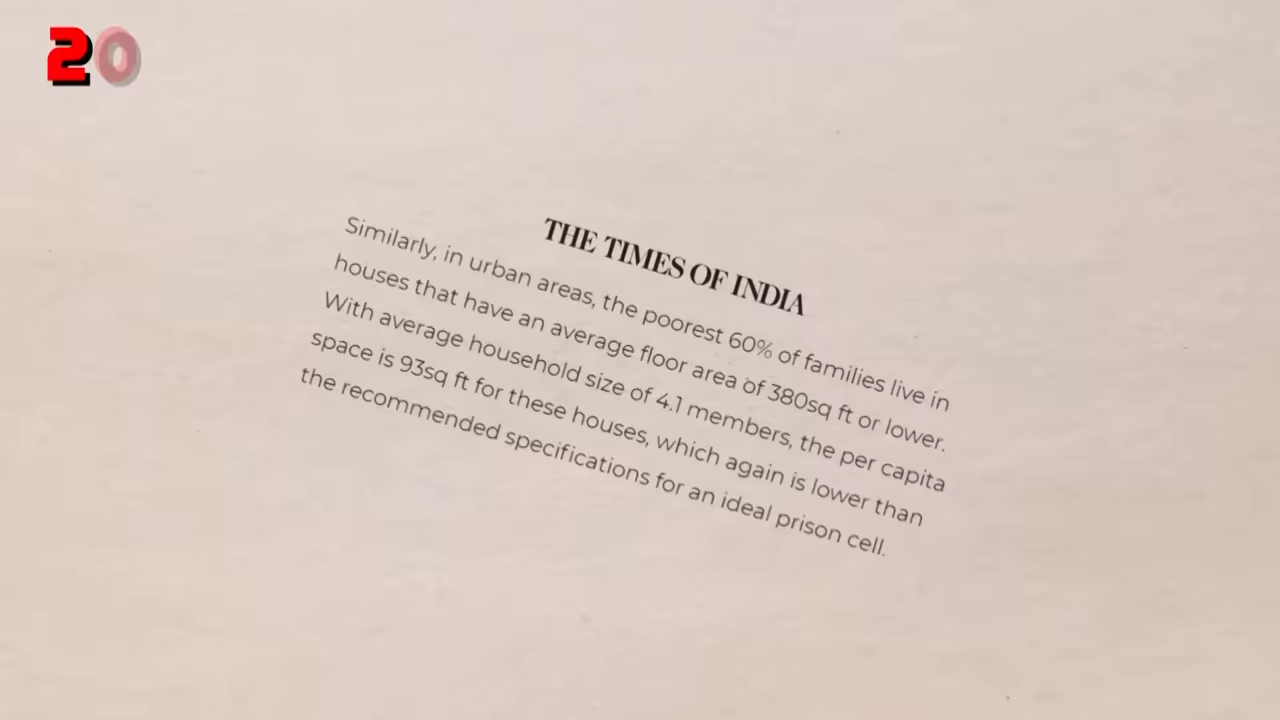 20
THE TIMES OF INDIA
Similarly, in urban areas, the poorest 60% of families live in
houses that have an average floor area of 380sq ft or lower.
With average household size of 4.1 members, the per capita
space is 93sq ft for these houses, which again is lower than
the recommended specifications for an ideal prison cell.